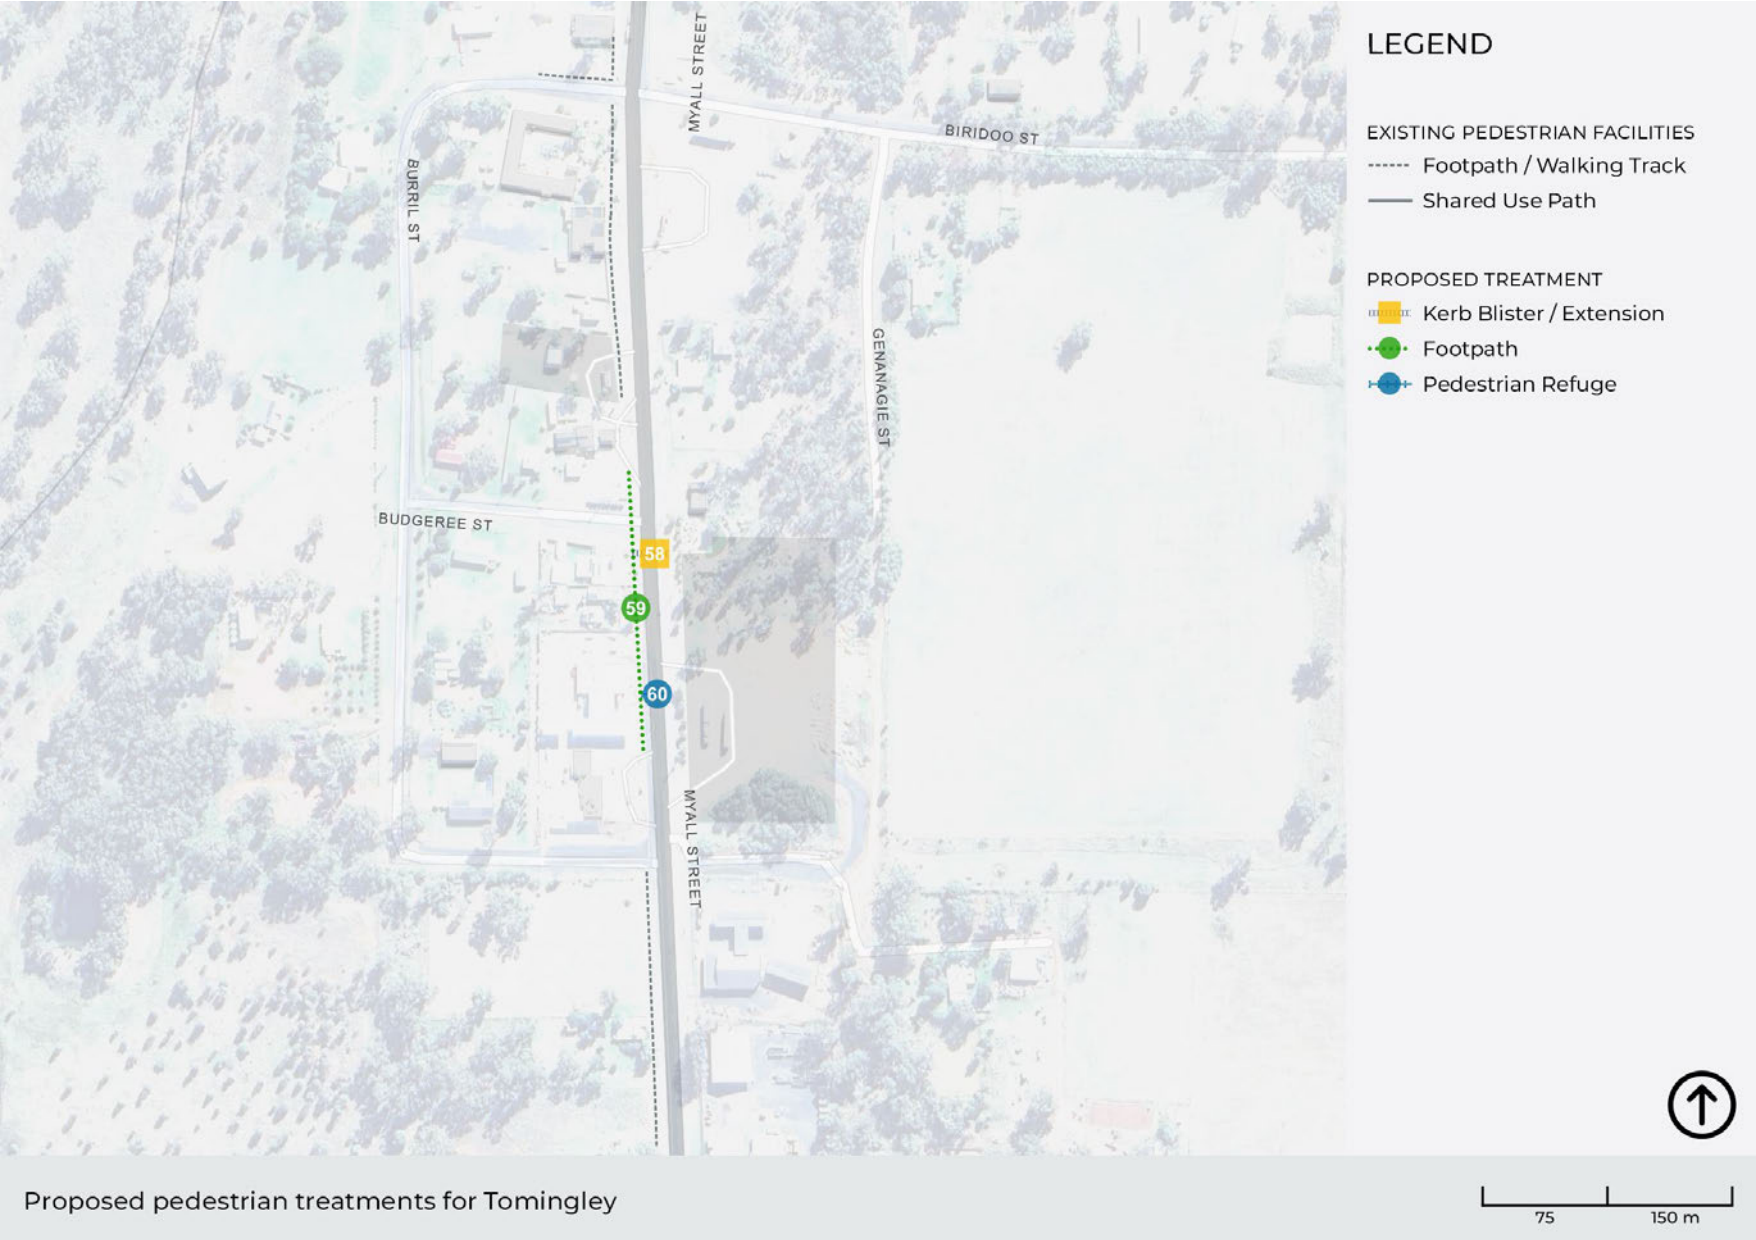 MYALL STREET
BIRIDOO ST
BURRIL ST
GENANAGIE ST
BUDGEREE ST
58
59
60
MYALL STREET
LEGEND
EXISTING PEDESTRIAN FACILITIES
Footpath / Walking Track
Shared Use Path
PROPOSED TREATMENT
Kerb Blister / Extension
Footpath
Pedestrian Refuge
Proposed pedestrian treatments for Tomingley
75 150 m